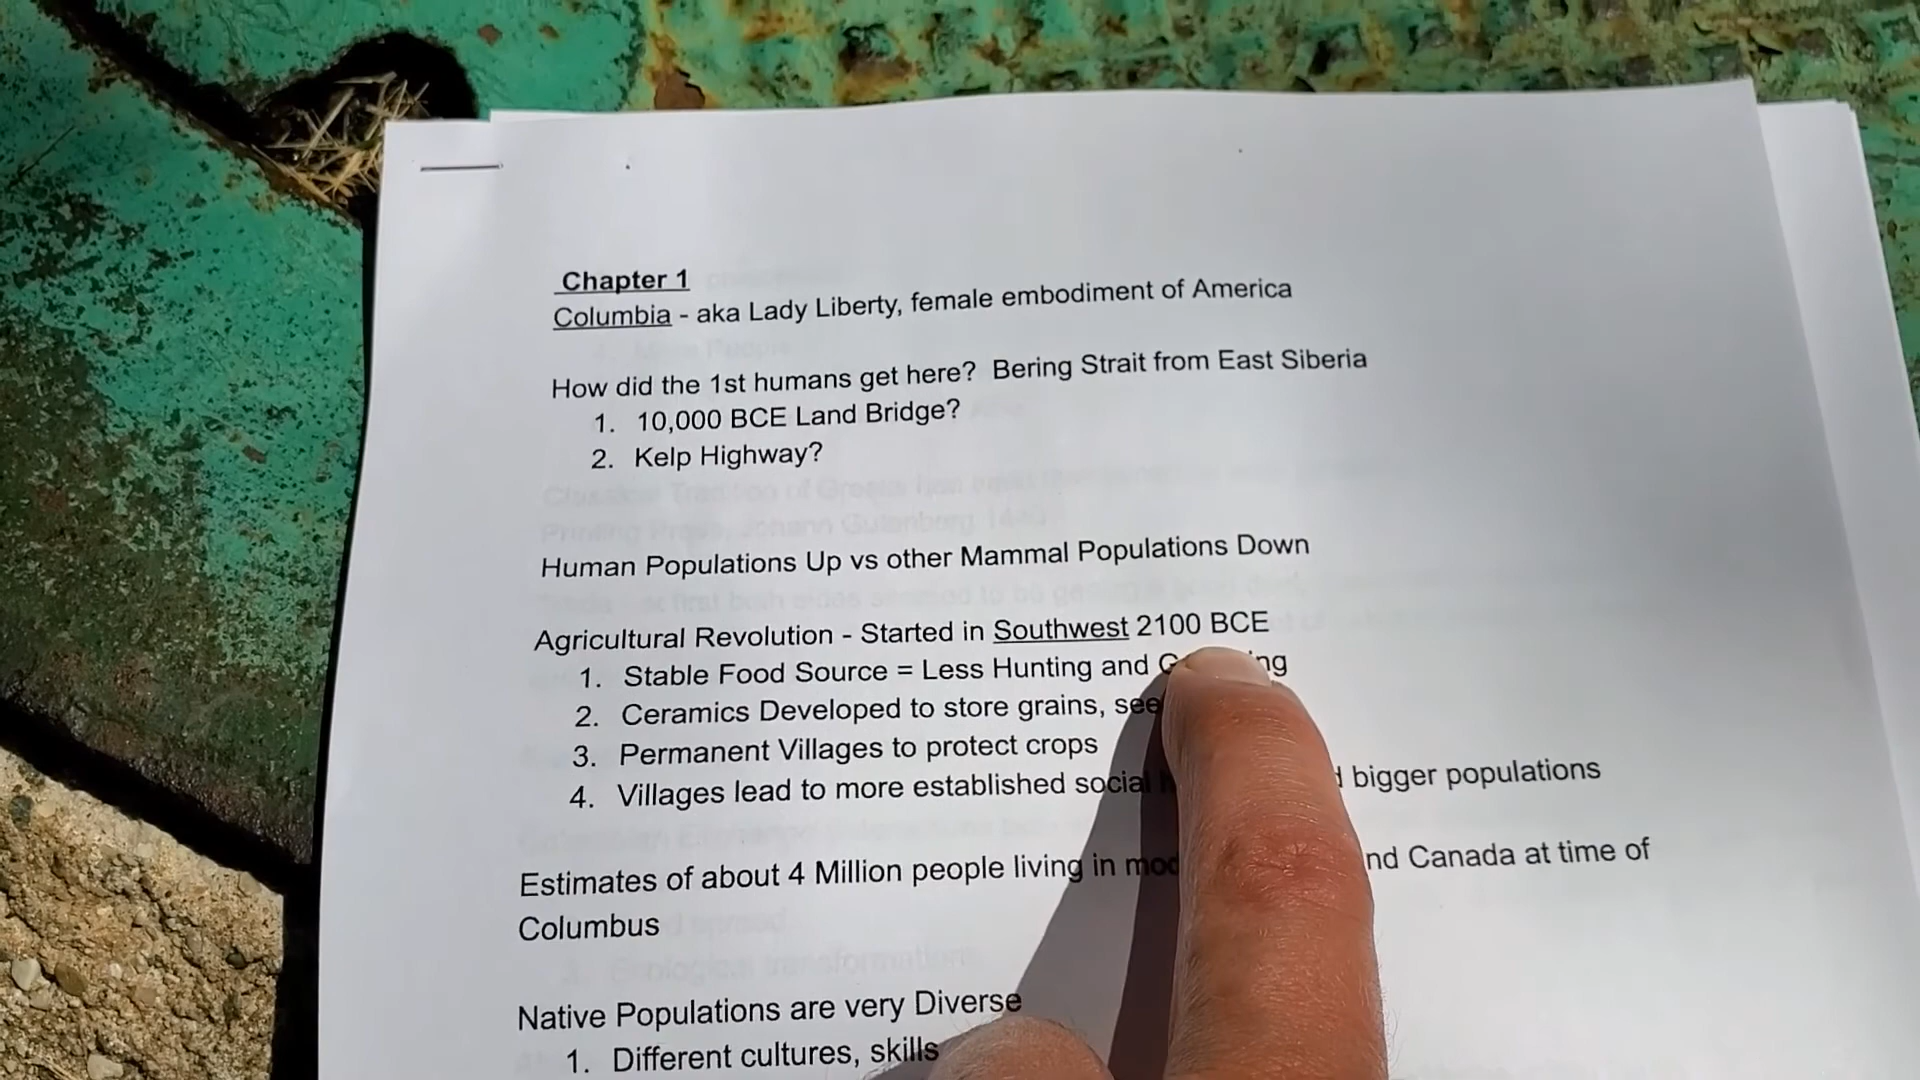 Chapter 1
Columbia - aka Lady Liberty, female embodiment of America
How did the 1st humans get here? Bering Strait from East Siberia
1. 10,000 BCE Land Bridge?
2. Kelp Highway?
Human Populations Up vs other Mammal Populations Down
Agricultural Revolution - Started in Southwest 2100 BCE
1. Stable Food Source = Less Hunting and
2. Ceramics Developed to store grains,
3. Permanent Villages to protect crops
4. Villages lead to more established social bigger populations
Estimates of about 4 Million people living in Canada at time of
Columbus
Native Populations are very Diverse
1. Different cultures, skills